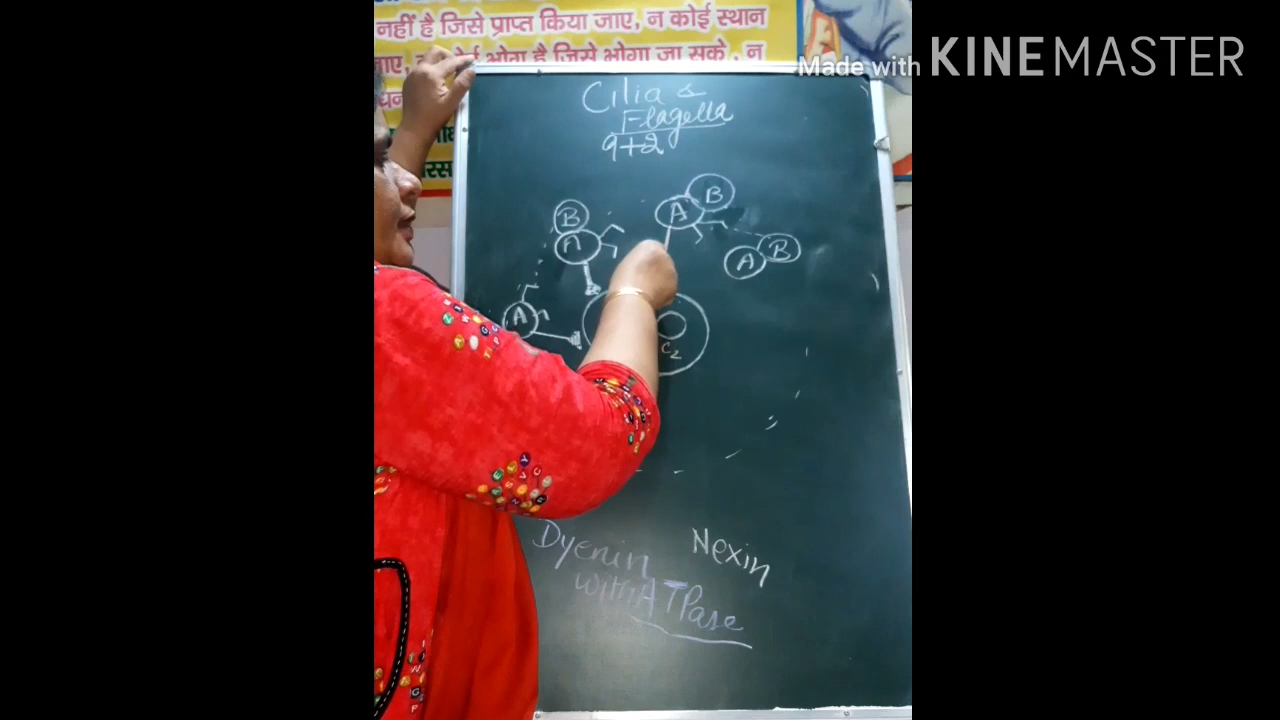 नहीं है जिसे प्राप्त किया जाए, न कोई स्थान
है जिसे भोगा जा सके, न
Made with KINEMASTER
Cilia &
Flagella
9+2
B
A
B
A
A
B
A
C2
Dyenin
with ATPase
Nexin